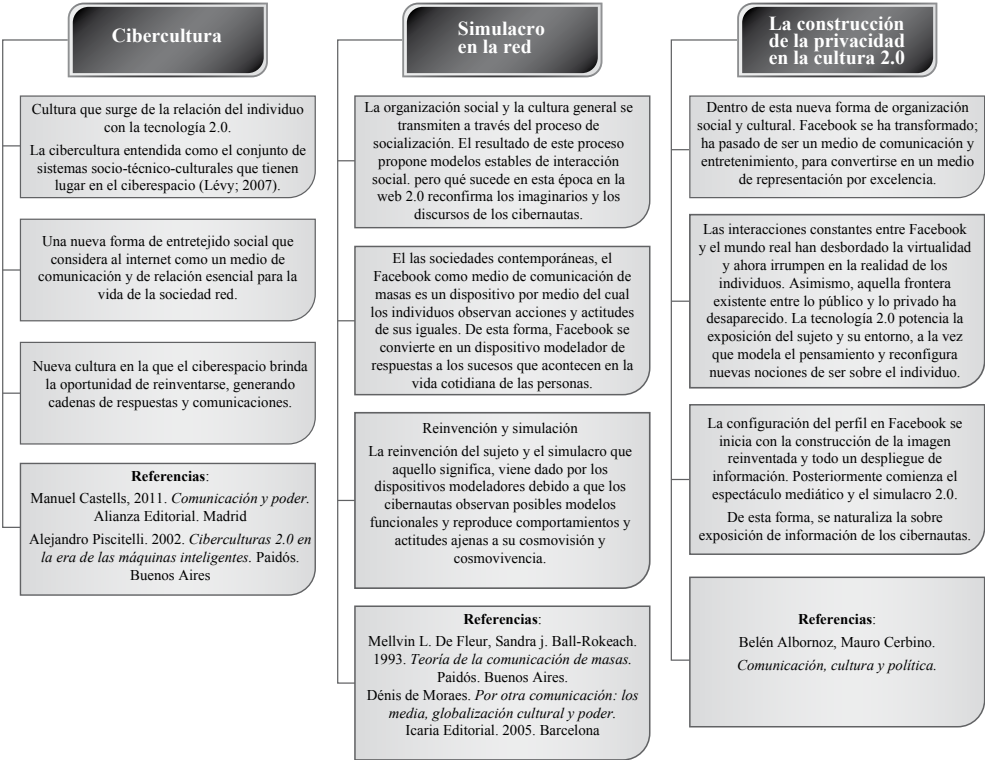 Cibercultura
Cultura que surge de la relación del individuo
con la tecnología 2.0.
La cibercultura entendida como el conjunto de
sistemas socio-técnico-culturales que tienen
lugar en el ciberespacio (Lévy; 2007).
Una nueva forma de entretejido social que
considera al internet como un medio de
comunicación y de relación esencial para la
vida de la sociedad red.
Nueva cultura en la que el ciberespacio brinda
la oportunidad de reinventarse, generando
cadenas de respuestas y comunicaciones.
Referencias:
Manuel Castells, 2011. Comunicación y poder.
Alianza Editorial. Madrid
Alejandro Piscitelli. 2002. Ciberculturas 2.0 en
la era de las máquinas inteligentes. Paidós.
Buenos Aires
Simulacro
en la red
La organización social y la cultura general se
transmiten a través del proceso de
socialización. El resultado de este proceso
propone modelos estables de interacción
social. pero qué sucede en esta época en la
web 2.0 reconfirma los imaginarios y los
discursos de los cibernautas.
El las sociedades contemporáneas, el
Facebook como medio de comunicación de
masas es un dispositivo por medio del cual
los individuos observan acciones y actitudes
de sus iguales. De esta forma, Facebook se
convierte en un dispositivo modelador de
respuestas a los sucesos que acontecen en la
vida cotidiana de las personas.
Reinvención y simulación
La reinvención del sujeto y el simulacro que
aquello significa, viene dado por los
dispositivos modeladores debido a que los
cibernautas observan posibles modelos
funcionales y reproduce comportamientos y
actitudes ajenas a su cosmovisión y
cosmovivencia.
Referencias:
Mellvin L. De Fleur, Sandra j. Ball-Rokeach.
1993. Teoría de la comunicación de masas.
Paidós. Buenos Aires.
Dénis de Moraes. Por otra comunicación: los
media, globalización cultural y poder.
Icaria Editorial. 2005. Barcelona
La construcción
de la privacidad
en la cultura 2.0
Dentro de esta nueva forma de organización
social y cultural. Facebook se ha transformado;
ha pasado de ser un medio de comunicación y
entretenimiento, para convertirse en un medio
de representación por excelencia.
Las interacciones constantes entre Facebook
y el mundo real han desbordado la virtualidad
y ahora irrumpen en la realidad de los
individuos. Asimismo, aquella frontera
existente entre lo público y lo privado ha
desaparecido. La tecnología 2.0 potencia la
exposición del sujeto y su entorno, a la vez
que modela el pensamiento y reconfigura
nuevas nociones de ser sobre el individuo.
La configuración del perfil en Facebook se
inicia con la construcción de la imagen
reinventada y todo un despliegue de
información. Posteriormente comienza el
espectáculo mediático y el simulacro 2.0.
De esta forma, se naturaliza la sobre
exposición de información de los cibernautas.
Referencias:
Belén Albornoz, Mauro Cerbino.
Comunicación, cultura y política.